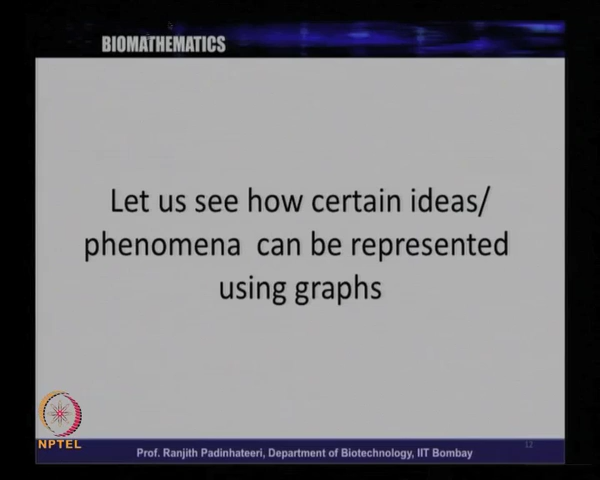 BIOMATHEMATICS
Let us see how certain ideas/
phenomena can be represented
using graphs
NPTEL
Prof. Ranjith Padinhateeri, Department of Biotechnology, IIT Bombay
12